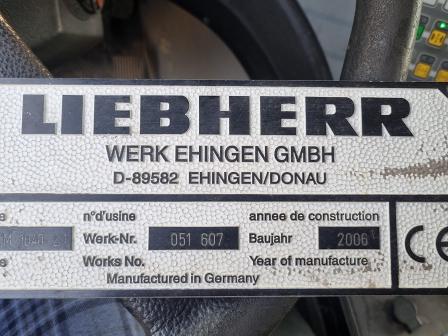 LIEBHERR
WERK EHINGEN GMBH
D-89582 EHINGEN/DONAU
n°d'usine annee de construction
Werk-Nr. 051 607 Baujahr 2006
Works No. Year of manufacture
Manufactured in Germany
CE